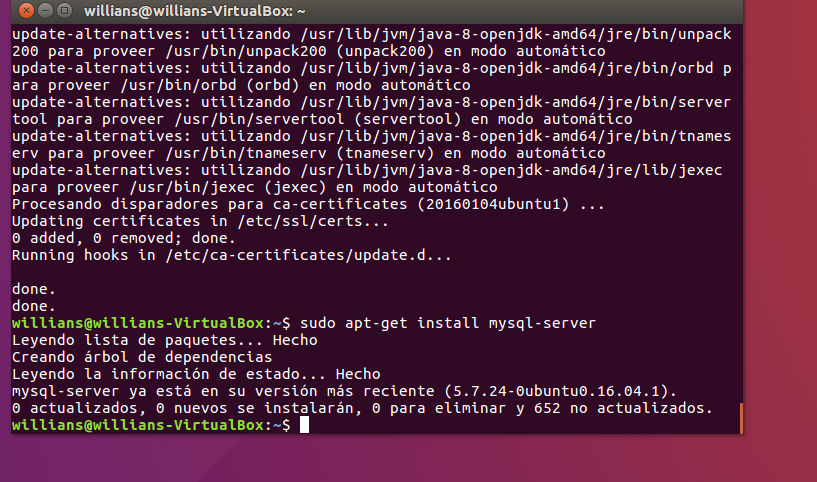 willians@willians-VirtualBox: ~
update-alternatives: utilizando /usr/lib/jvm/java-8-openjdk-amd64/jre/bin/unpack
200 para proveer /usr/bin/unpack200 (unpack200) en modo automático
update-alternatives: utilizando /usr/lib/jvm/java-8-openjdk-amd64/jre/bin/orbd p
ara proveer /usr/bin/orbd (orbd) en modo automático
update-alternatives: utilizando /usr/lib/jvm/java-8-openjdk-amd64/jre/bin/server
tool para proveer /usr/bin/servertool (servertool) en modo automático
update-alternatives: utilizando /usr/lib/jvm/java-8-openjdk-amd64/jre/bin/tnames
erv para proveer /usr/bin/tnameserv (tnameserv) en modo automático
update-alternatives: utilizando /usr/lib/jvm/java-8-openjdk-amd64/jre/lib/jexec
para proveer /usr/bin/jexec (jexec) en modo automático
Procesando disparadores para ca-certificates (20160104ubuntu1) ...
Updating certificates in /etc/ssl/certs...
0 added, 0 removed; done.
Running hooks in /etc/ca-certificates/update.d...
done.
done.
willians@willians-VirtualBox:~$ sudo apt-get install mysql-server
Leyendo lista de paquetes... Hecho
Creando árbol de dependencias
Leyendo la información de estado... Hecho
mysql-server ya está en su versión más reciente (5.7.24-0ubuntu0.16.04.1).
0 actualizados, 0 nuevos se instalarán, 0 para eliminar y 652 no actualizados.
willians@willians-VirtualBox:~$